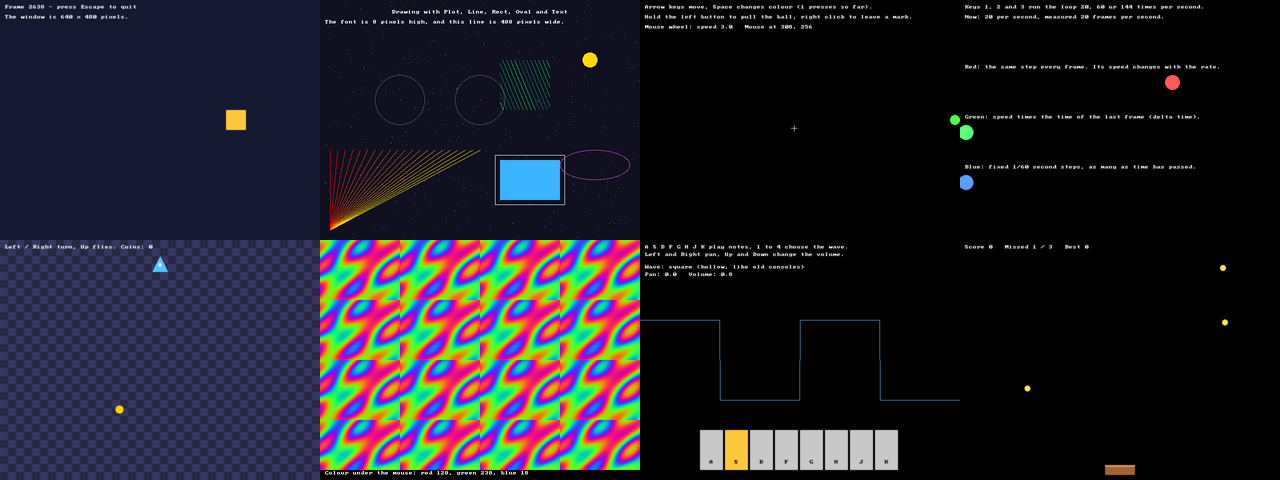 Frame 2638 - press Escape to quit
The window is 640 x 480 pixels.
Drawing with Plot, Line, Rect, Oval and Text
The font is 8 pixels high, and this line is 488 pixels wide.
Arrow keys move, Space changes colour (1 presses so far).
Hold the left button to pull the ball, right click to leave a mark.
Mouse wheel: speed 3.0   Mouse at 308, 256
Keys 1, 2 and 3 run the loop 20, 60 or 144 times per second.
Now: 20 per second, measured 20 frames per second.
Red: the same step every frame. Its speed changes with the rate.
Green: speed times the time of the last frame (delta time).
Blue: fixed 1/60 second steps, as many as time has passed.
Left / Right turn, Up flies. Coins: 0
Colour under the mouse: red 128, green 238, blue 18
A S D F G H J K play notes, 1 to 4 choose the wave.
Left and Right pan, Up and Down change the volume.
Wave: square (hollow, like old consoles)
Pan: 0.0   Volume: 0.8
A S D F G H J K
Score 0   Missed 1 / 3   Best 0